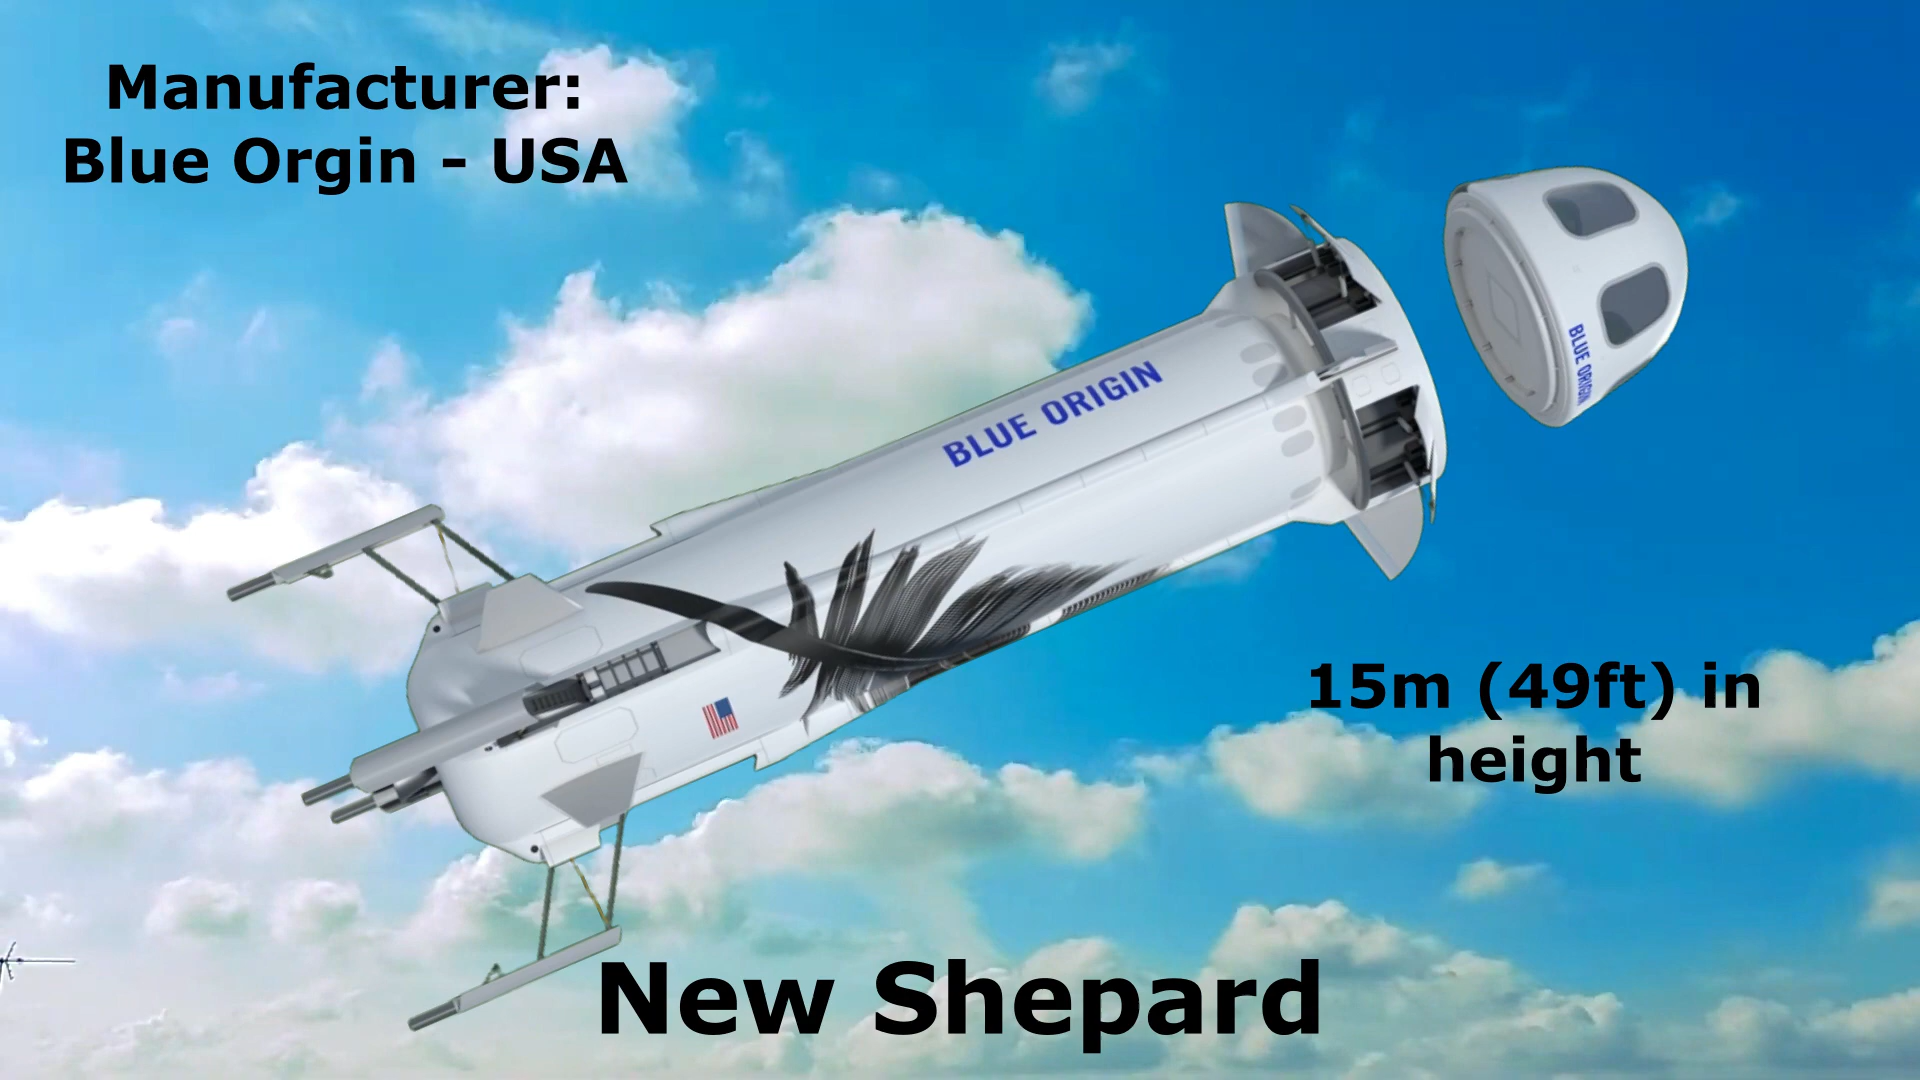 Manufacturer:
Blue Orgin - USA
BLUE ORIGIN
BLUE ORIGIN
15m (49ft) in
height
New Shepard